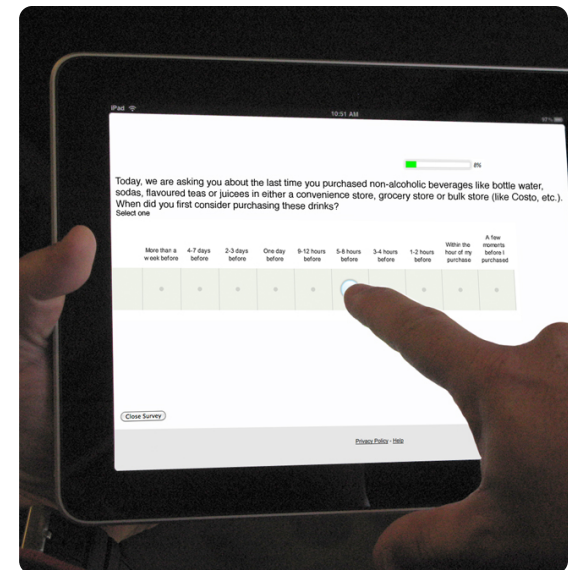 iPad
10:51 AM
97%
8%
Today, we are asking you about the last time you purchased non-alcoholic beverages like bottle water,
sodas, flavoured teas or juicees in either a convenience store, grocery store or bulk store (like Costo, etc.).
When did you first consider purchasing these drinks?
Select one
More than a week before
4-7 days before
2-3 days before
One day before
9-12 hours before
5-8 hours before
3-4 hours before
1-2 hours before
Within the hour of my purchase
A few moments before I purchased
Close Survey
Privacy Policy - Help